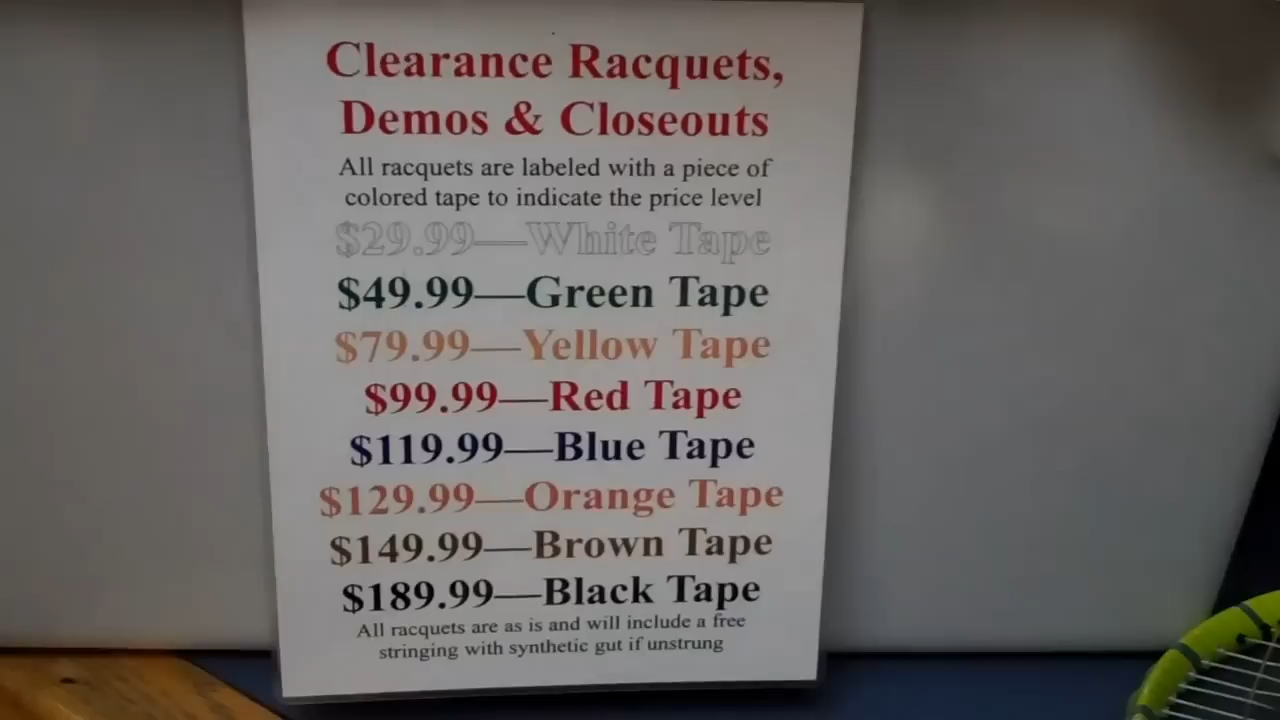 Clearance Racquets,
Demos & Closeouts
All racquets are labeled with a piece of
colored tape to indicate the price level
$29.99—White Tape
$49.99—Green Tape
$79.99—Yellow Tape
$99.99—Red Tape
$119.99—Blue Tape
$129.99—Orange Tape
$149.99—Brown Tape
$189.99—Black Tape
All racquets are as is and will include a free
stringing with synthetic gut if unstrung